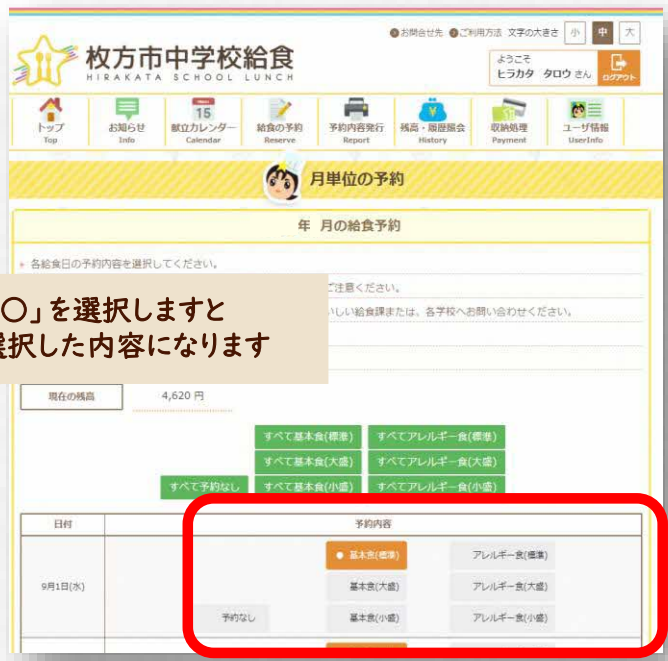 ●お問合せ先 ●ご利用方法 文字の大きさ 小 中 大
枚方市中学校給食
HIRAKATA SCHOOL LUNCH
ようこそ
ヒラカタ タロウ さん
ログアウト
トップ お知らせ 献立カレンダー 給食の予約 予約内容発行 残高・履歴照会 収納処理 ユーザ情報
15
Top Info Calendar Reserve Report History Payment UserInfo
月単位の予約
年 月の給食予約
各給食日の予約内容を選択してください。
ご注意ください。
いしい給食課または、各学校へお問い合わせください。
〇」を選択しますと
選択した内容になります
現在の残高 4,620 円
すべて基本食(標準) すべてアレルギー食(標準)
すべて基本食(大盛) すべてアレルギー食(大盛)
すべて予約なし すべて基本食(小盛) すべてアレルギー食(小盛)
日付 予約内容
基本食(標準) アレルギー食(標準)
9月1日(水) 基本食(大盛) アレルギー食(大盛)
予約なし 基本食(小盛) アレルギー食(小盛)